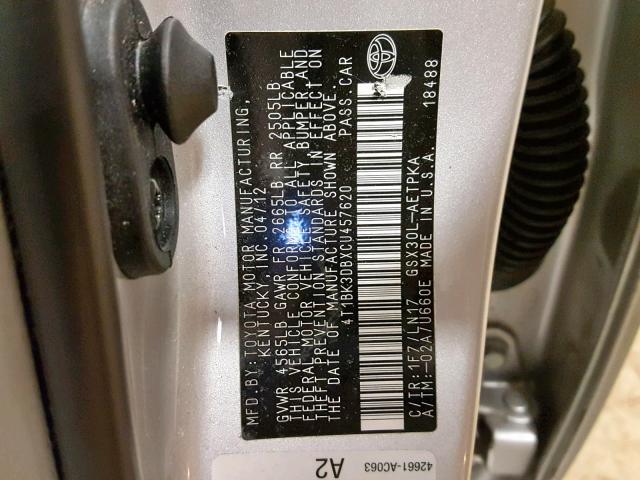 MFD.BY: TOYOTA MOTOR MANUFACTURING,
KENTUCKY, INC. 04/12
GVWR 4565LB GAWR FR 2665LB RR 2505LB
THIS VEHICLE CONFORMS TO ALL APPLICABLE
FEDERAL MOTOR VEHICLE SAFETY, BUMPER, AND
THEFT PREVENTION STANDARDS IN EFFECT ON
THE DATE OF MANUFACTURE SHOWN ABOVE.
4T1BK3DBXCU457620 PASS.CAR
C/TR:1F7/LN17 GSX30L-AETPKA
A/TM:-02A/U660E MADE IN U.S.A. 18488
42661-AC063
A2